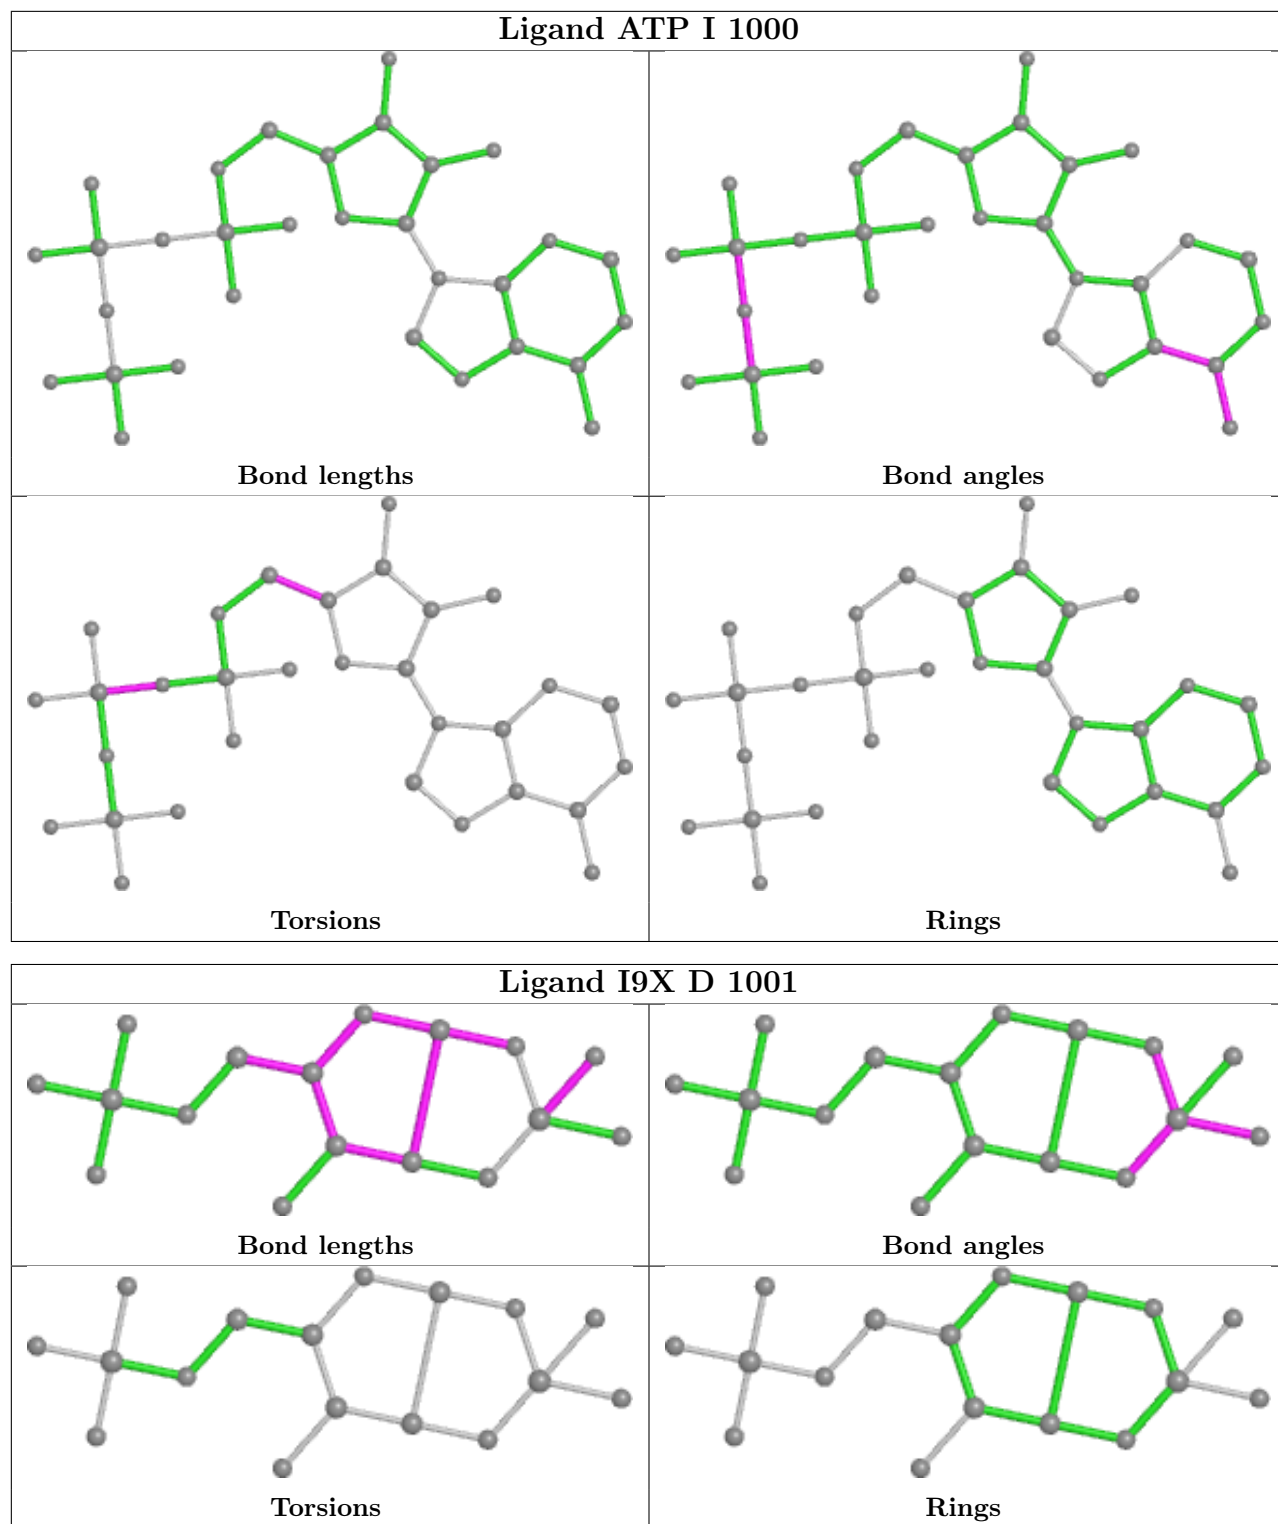 Ligand ATP I 1000
Bond lengths
Bond angles
Torsions
Rings
Ligand I9X D 1001
Bond lengths
Bond angles
Torsions
Rings